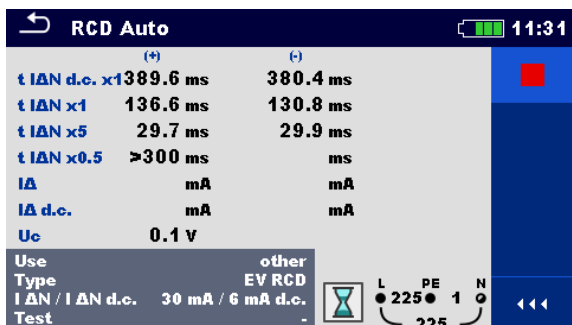 RCD Auto 11:31
(+) (-)
t IΔN d.c. x1 389.6 ms 380.4 ms
t IΔN x1 136.6 ms 130.8 ms
t IΔN x5 29.7 ms 29.9 ms
t IΔN x0.5 >300 ms ms
IΔ mA mA
IΔ d.c. mA mA
Uc 0.1 V
Use other
Type EV RCD
I ΔN / I ΔN d.c. 30 mA / 6 mA d.c.
Test -
L PE N
225 1
225